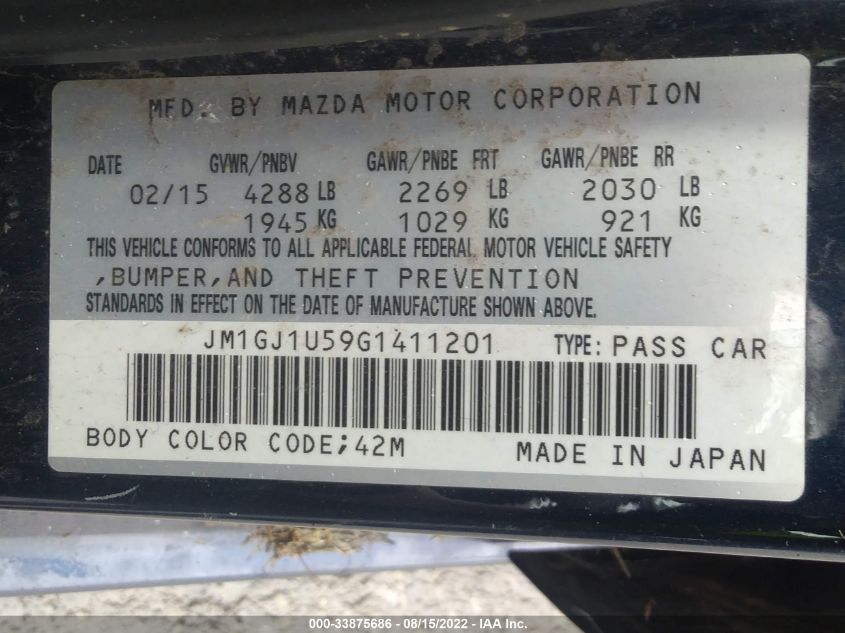 MFD. BY MAZDA MOTOR CORPORATION
DATE GVWR/PNBV GAWR/PNBE FRT GAWR/PNBE RR
02/15 4288 LB 2269 LB 2030 LB
1945 KG 1029 KG 921 KG
THIS VEHICLE CONFORMS TO ALL APPLICABLE FEDERAL MOTOR VEHICLE SAFETY
,BUMPER,AND THEFT PREVENTION
STANDARDS IN EFFECT ON THE DATE OF MANUFACTURE SHOWN ABOVE.
JM1GJ1U59G1411201 TYPE: PASS CAR
BODY COLOR CODE;42M MADE IN JAPAN
000-33875686 - 08/15/2022 - IAA Inc.